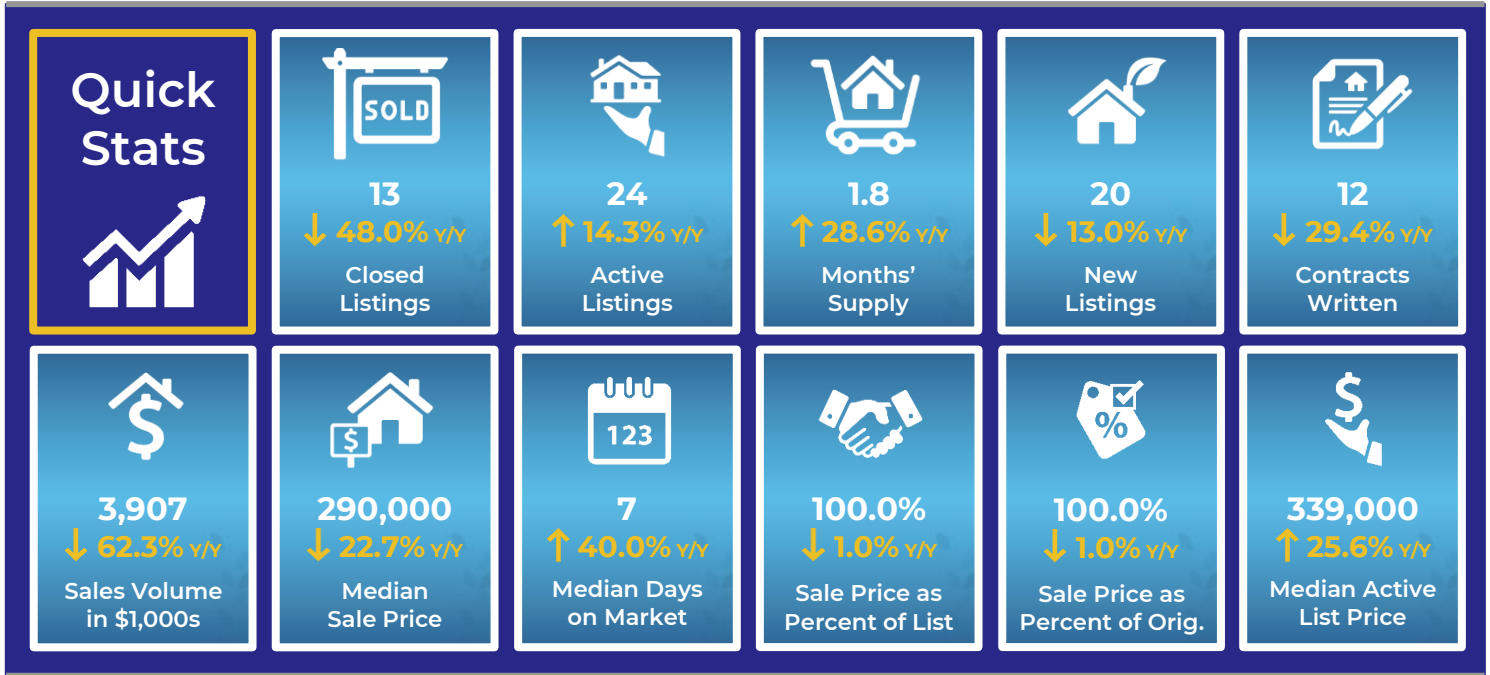 Quick
Stats
SOLD
13
↓ 48.0% Y/Y
Closed
Listings
24
↑ 14.3% Y/Y
Active
Listings
1.8
↑ 28.6% Y/Y
Months’
Supply
20
↓ 13.0% Y/Y
New
Listings
12
↓ 29.4% Y/Y
Contracts
Written
$
3,907
↓ 62.3% Y/Y
Sales Volume
in $1,000s
$
290,000
↓ 22.7% Y/Y
Median
Sale Price
123
7
↑ 40.0% Y/Y
Median Days
on Market
100.0%
↓ 1.0% Y/Y
Sale Price as
Percent of List
%
100.0%
↓ 1.0% Y/Y
Sale Price as
Percent of Orig.
$
339,000
↑ 25.6% Y/Y
Median Active
List Price